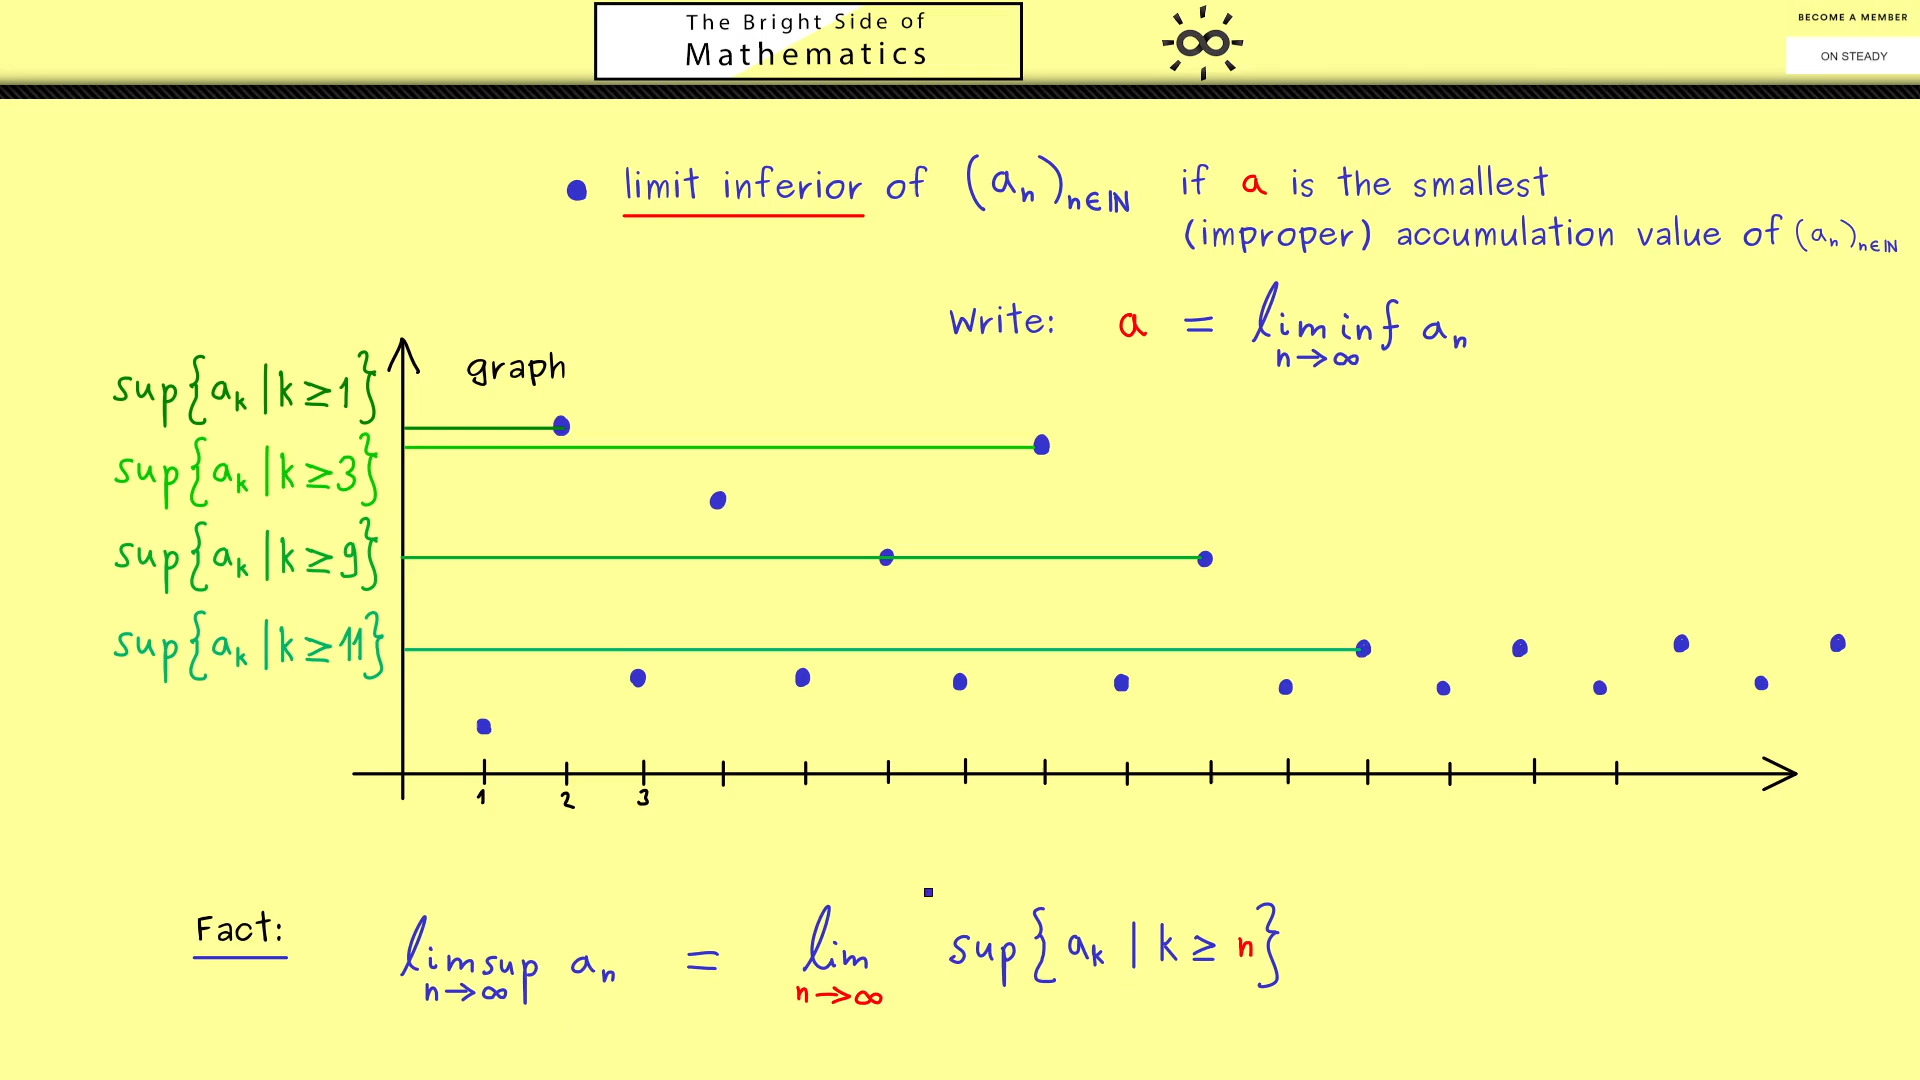 The Bright Side of
Mathematics
BECOME A MEMBER
ON STEADY
• limit inferior of (aₙ)ₙ∈ℕ if a is the smallest
(improper) accumulation value of (aₙ)ₙ∈ℕ
Write: a = lim inf aₙ
n→∞
graph
sup{aₖ | k ≥ 1}
sup{aₖ | k ≥ 3}
sup{aₖ | k ≥ 9}
sup{aₖ | k ≥ 11}
1 2 3
Fact: limsup aₙ = lim sup{aₖ | k ≥ n}
n→∞ n→∞